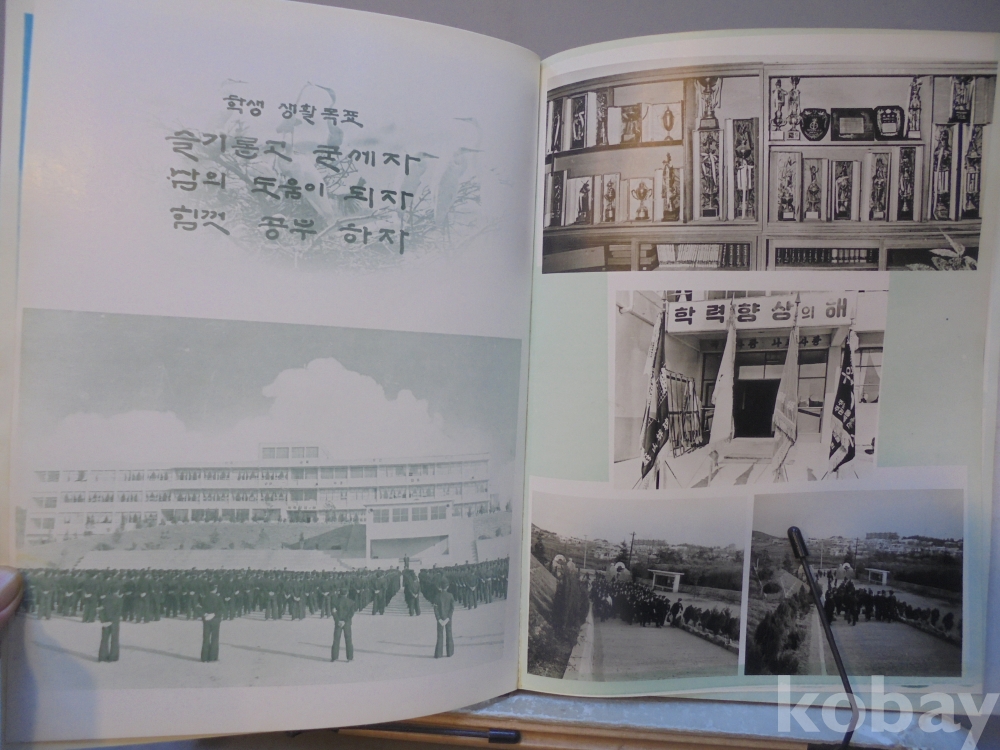 학생 생활목표
슬기롭고 굳세자
남의 도움이 되자
힘껏 공부 하자
학력향상의 해
kobay